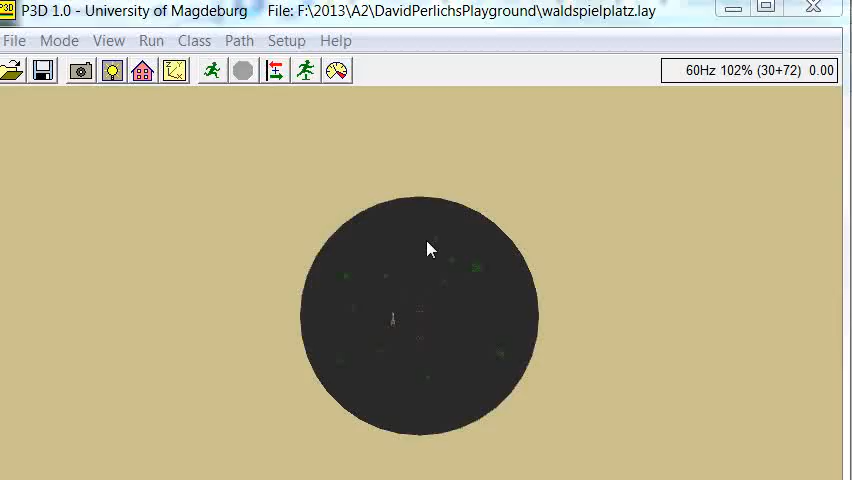 P3D P3D 1.0 - University of Magdeburg File: F:\2013\A2\DavidPerlichsPlayground\waldspielplatz.lay
File Mode View Run Class Path Setup Help
Z Y X 60Hz 102% (30+72) 0.00